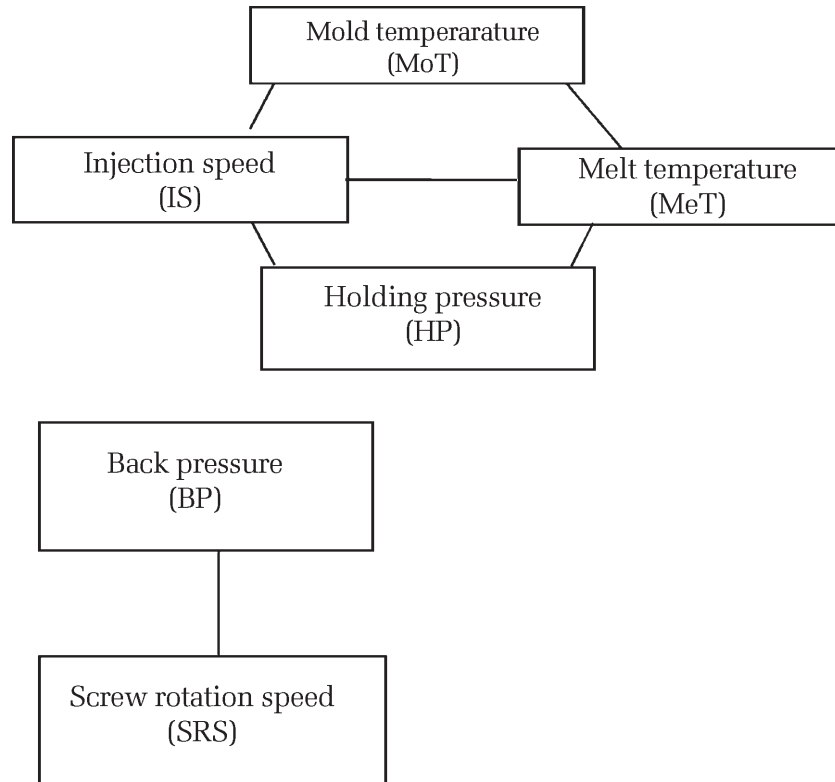 Mold temperarature
(MoT)
Injection speed
(IS)
Melt temperature
(MeT)
Holding pressure
(HP)
Back pressure
(BP)
Screw rotation speed
(SRS)